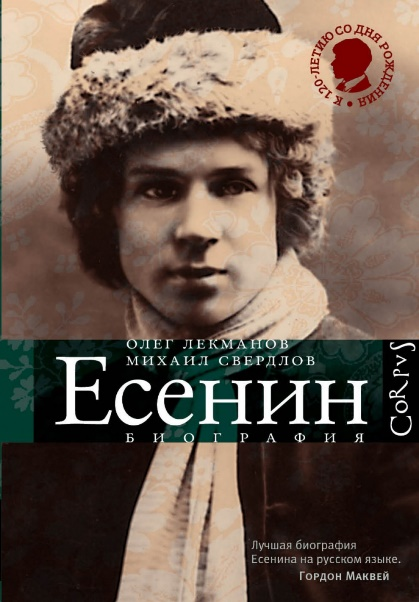 К 120-ЛЕТИЮ СО ДНЯ РОЖДЕНИЯ •
ОЛЕГ ЛЕКМАНОВ
МИХАИЛ СВЕРДЛОВ
Есенин
БИОГРАФИЯ
CORPVS
Лучшая биография
Есенина на русском языке.
ГОРДОН МАКВЕЙ